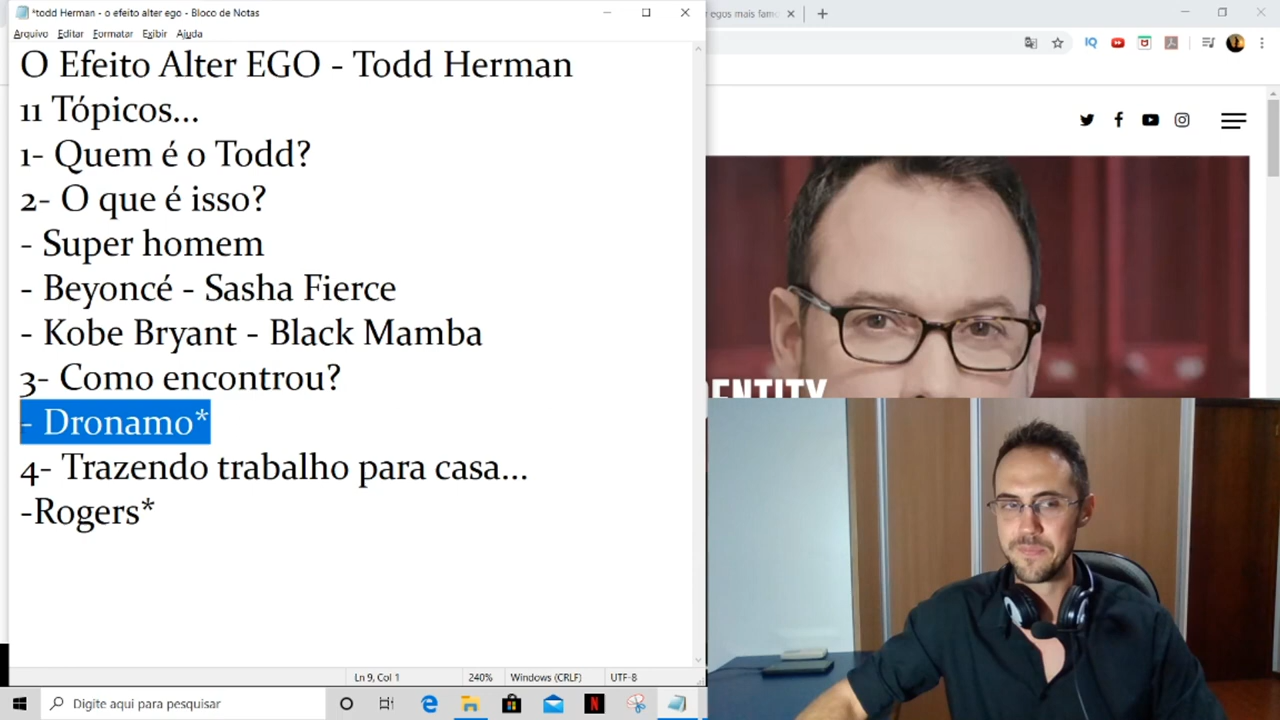 *todd Herman - o efeito alter ego - Bloco de Notas
Arquivo Editar Formatar Exibir Ajuda
O Efeito Alter EGO - Todd Herman
11 Tópicos...
1- Quem é o Todd?
2- O que é isso?
- Super homem
- Beyoncé - Sasha Fierce
- Kobe Bryant - Black Mamba
3- Como encontrou?
- Dronamo*
4- Trazendo trabalho para casa...
-Rogers*
Ln 9, Col 1 240% Windows (CRLF) UTF-8
Digite aqui para pesquisar
egos mais fam
IQ